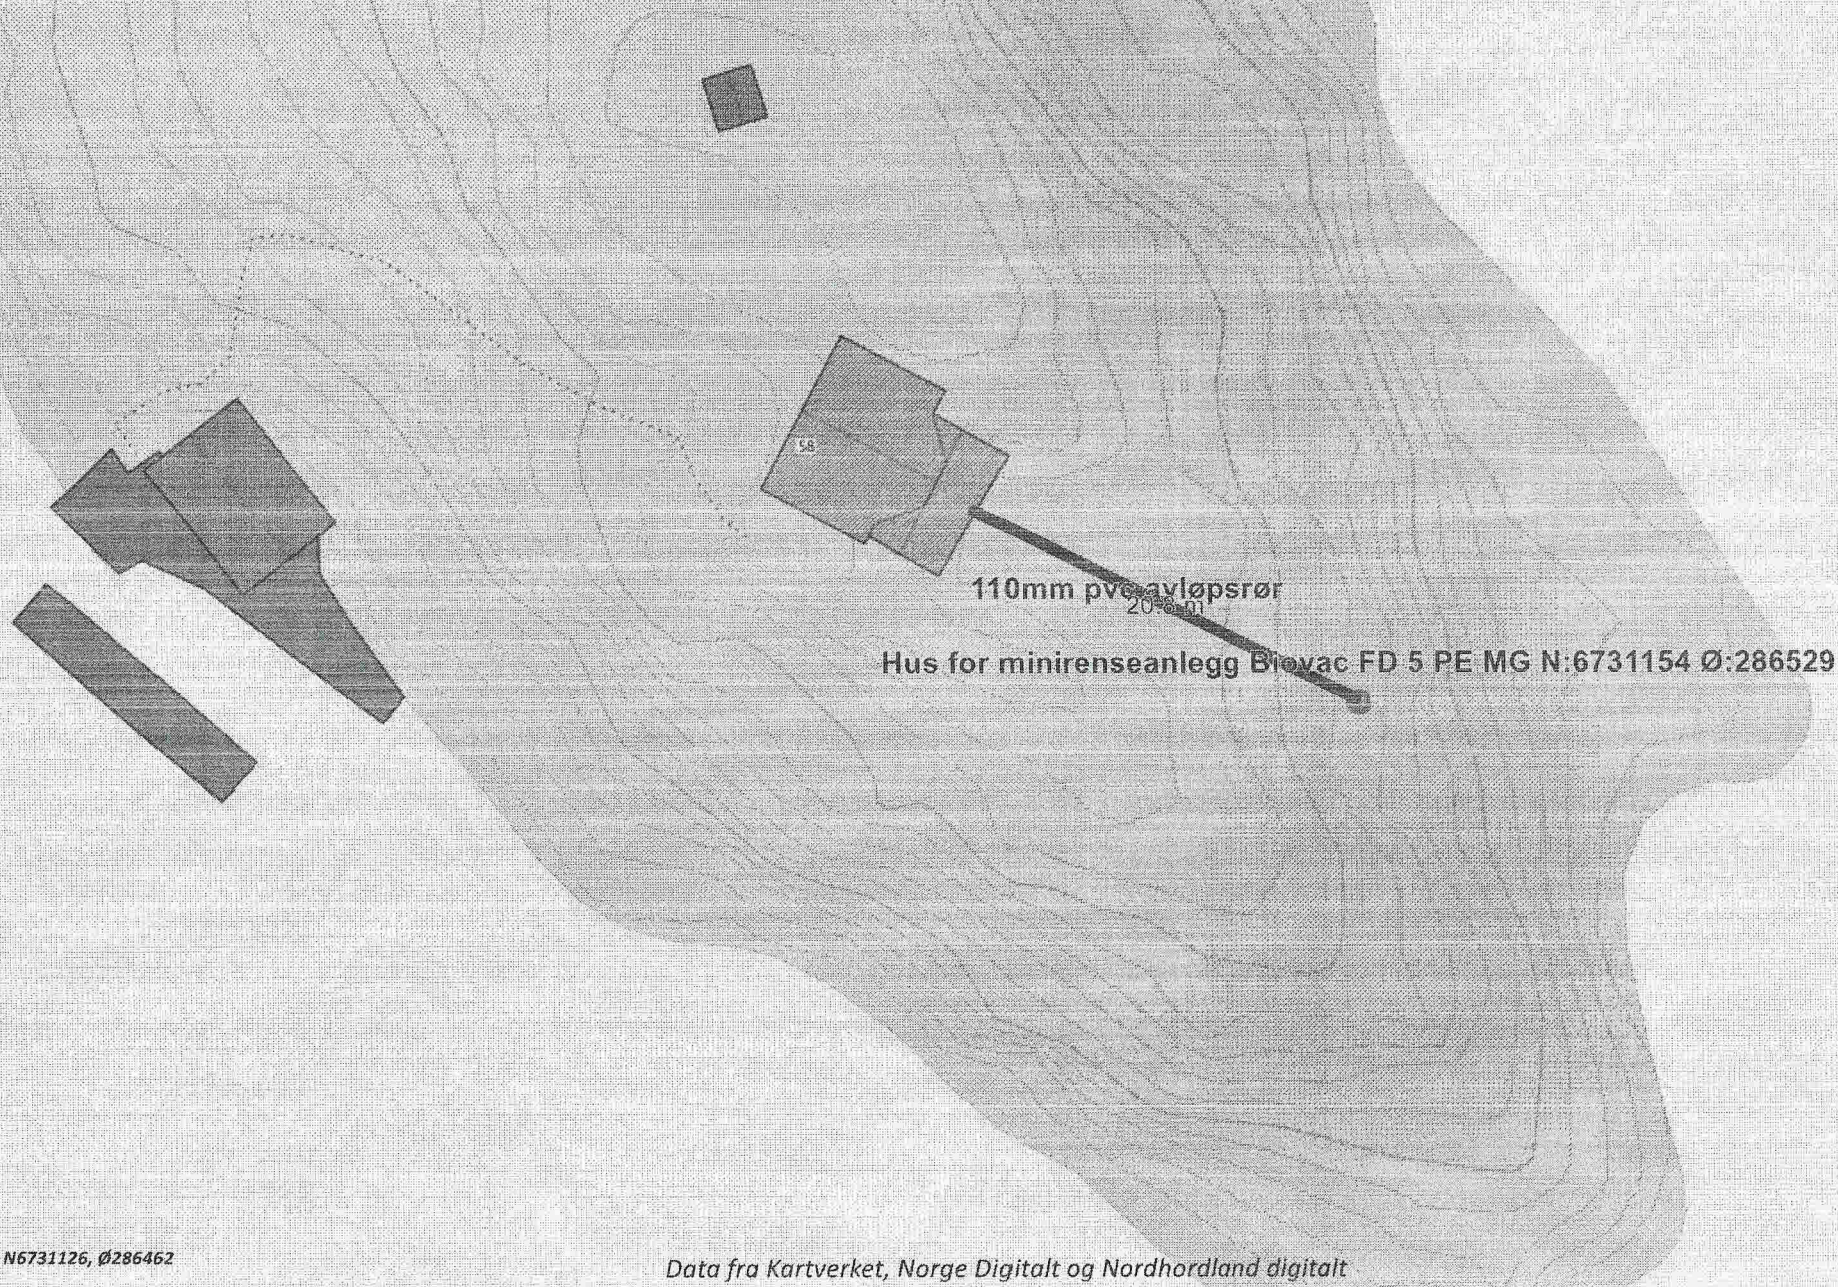 58
110mm pvc avløpsrør
20.8 m
Hus for minirenseanlegg Biovac FD 5 PE MG N:6731154 Ø:286529
N6731126, Ø286462
Data fra Kartverket, Norge Digitalt og Nordhordland digitalt